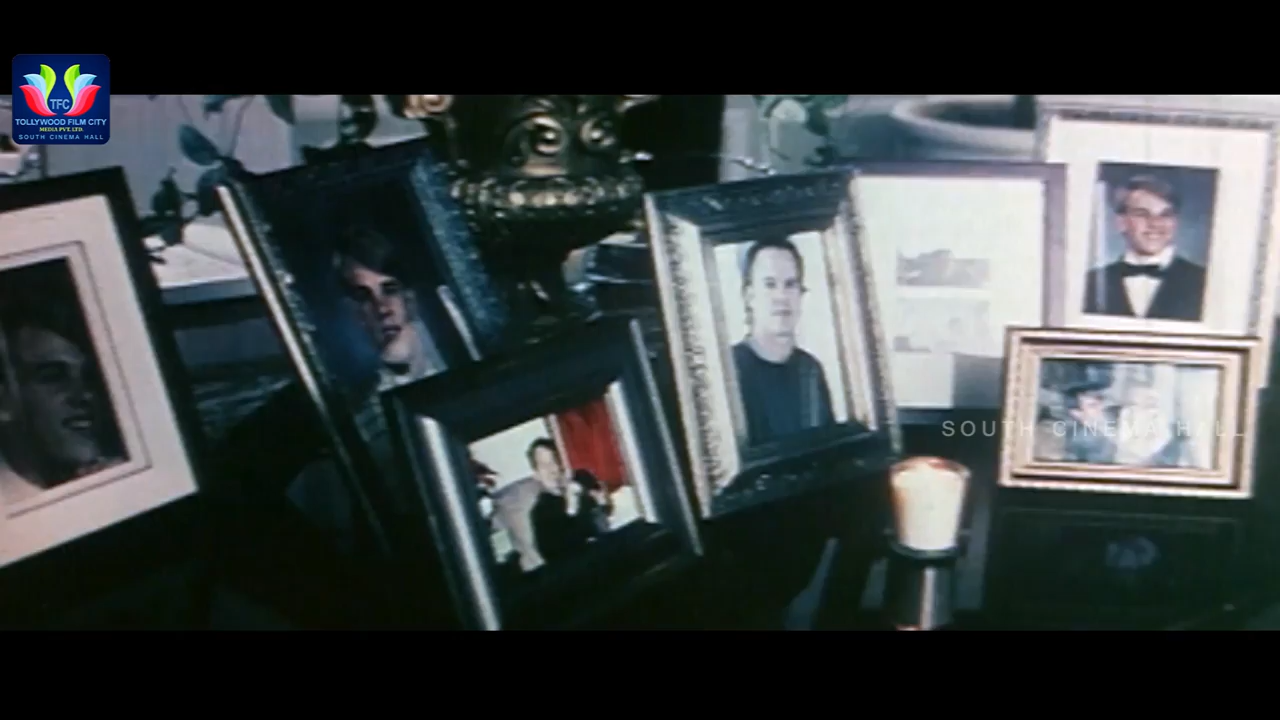 TFC
TOLLYWOOD FILM CITY
MEDIA PVT. LTD.
SOUTH CINEMA HALL
SOUTH CINEMA HALL